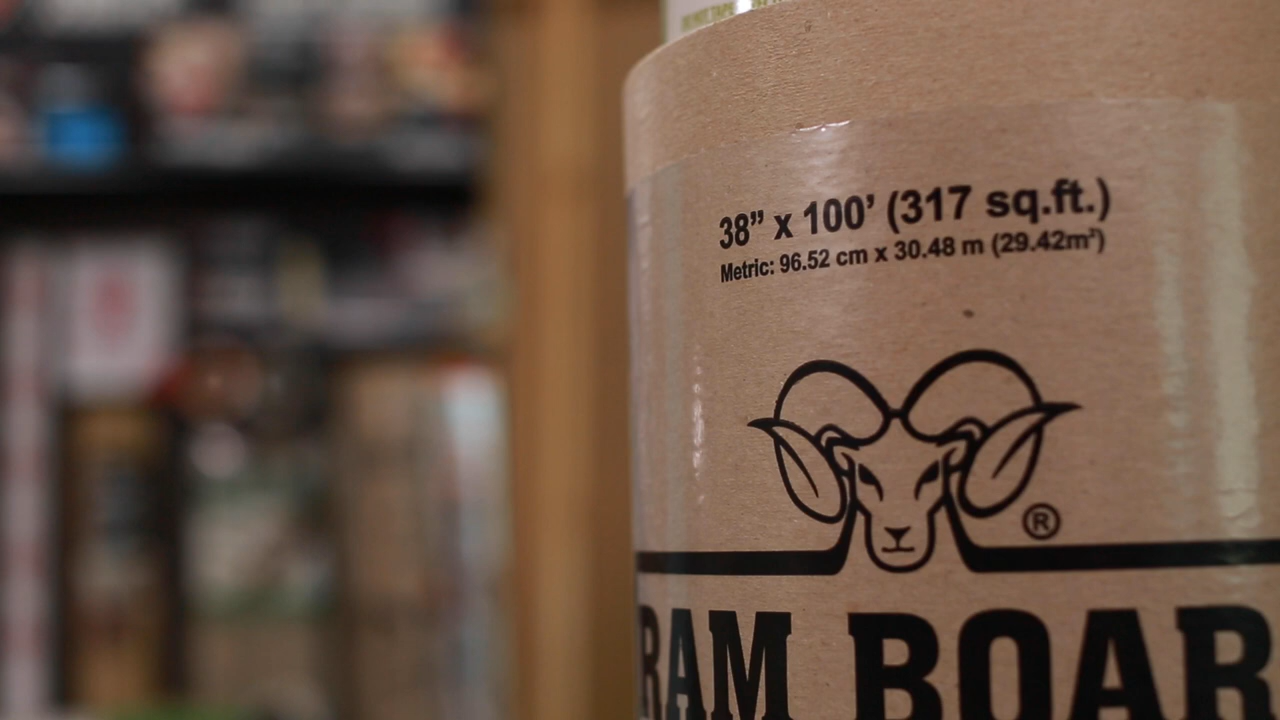 38” x 100’ (317 sq.ft.)
Metric: 96.52 cm x 30.48 m (29.42m²)
®
RAM BOAR